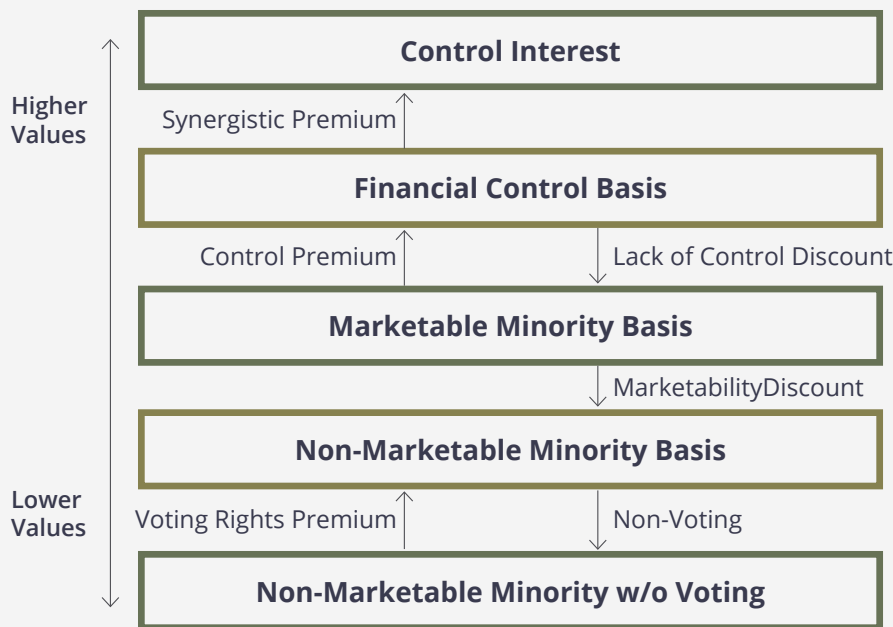 Control Interest
Higher
Values
Synergistic Premium
Financial Control Basis
Control Premium
Lack of Control Discount
Marketable Minority Basis
MarketabilityDiscount
Non-Marketable Minority Basis
Lower
Values
Voting Rights Premium
Non-Voting
Non-Marketable Minority w/o Voting